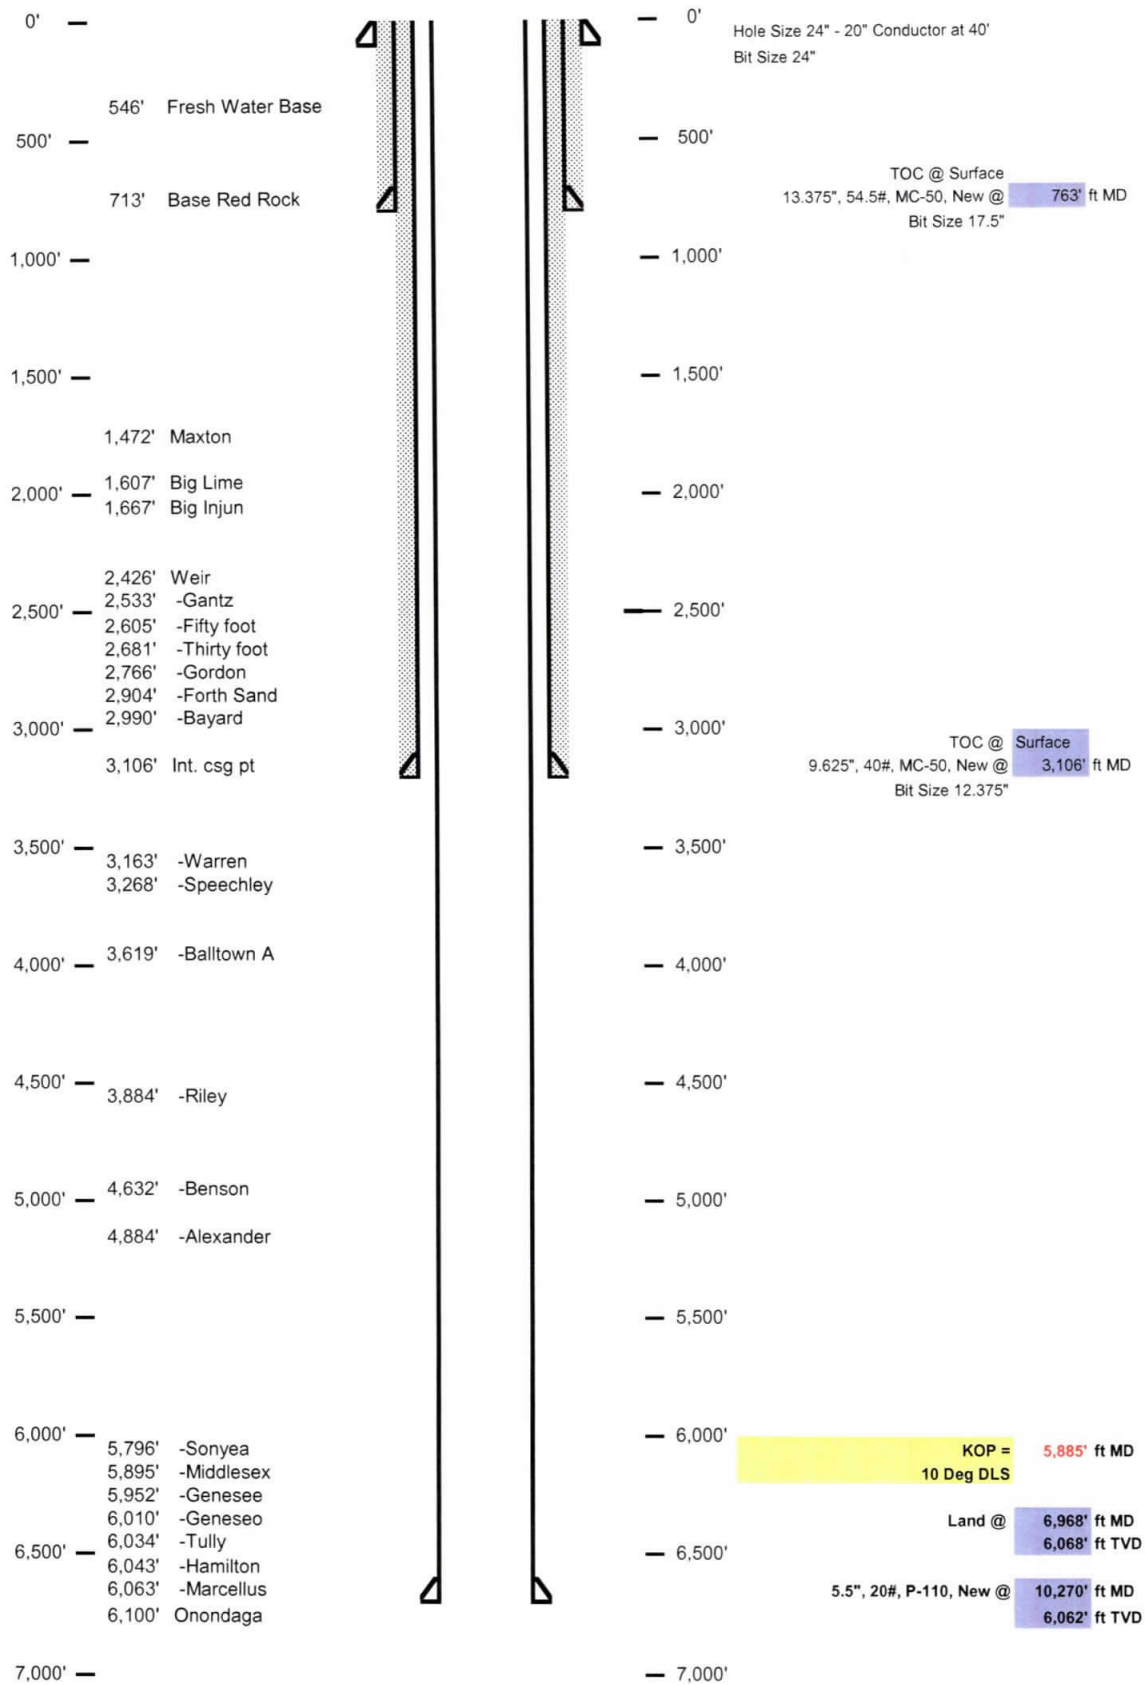 0'
0'
Hole Size 24" - 20" Conductor at 40'
Bit Size 24"
546' Fresh Water Base
500'
500'
TOC @ Surface
713' Base Red Rock
13.375", 54.5#, MC-50, New @ 763' ft MD
Bit Size 17.5"
1,000'
1,000'
1,500'
1,500'
1,472' Maxton
1,607' Big Lime
2,000'
2,000'
1,667' Big Injun
2,426' Weir
2,533' -Gantz
2,500'
2,500'
2,605' -Fifty foot
2,681' -Thirty foot
2,766' -Gordon
2,904' -Forth Sand
2,990' -Bayard
3,000'
3,000'
TOC @ Surface
3,106' Int. csg pt
9.625", 40#, MC-50, New @ 3,106' ft MD
Bit Size 12.375"
3,500'
3,500'
3,163' -Warren
3,268' -Speechley
3,619' -Balltown A
4,000'
4,000'
4,500'
4,500'
3,884' -Riley
4,632' -Benson
5,000'
5,000'
4,884' -Alexander
5,500'
5,500'
6,000'
6,000'
5,796' -Sonyea
KOP = 5,885' ft MD
5,895' -Middlesex
10 Deg DLS
5,952' -Genesee
6,010' -Geneseo
Land @ 6,968' ft MD
6,034' -Tully
6,068' ft TVD
6,500'
6,500'
6,043' -Hamilton
6,063' -Marcellus
5.5", 20#, P-110, New @ 10,270' ft MD
6,100' Onondaga
6,062' ft TVD
7,000'
7,000'